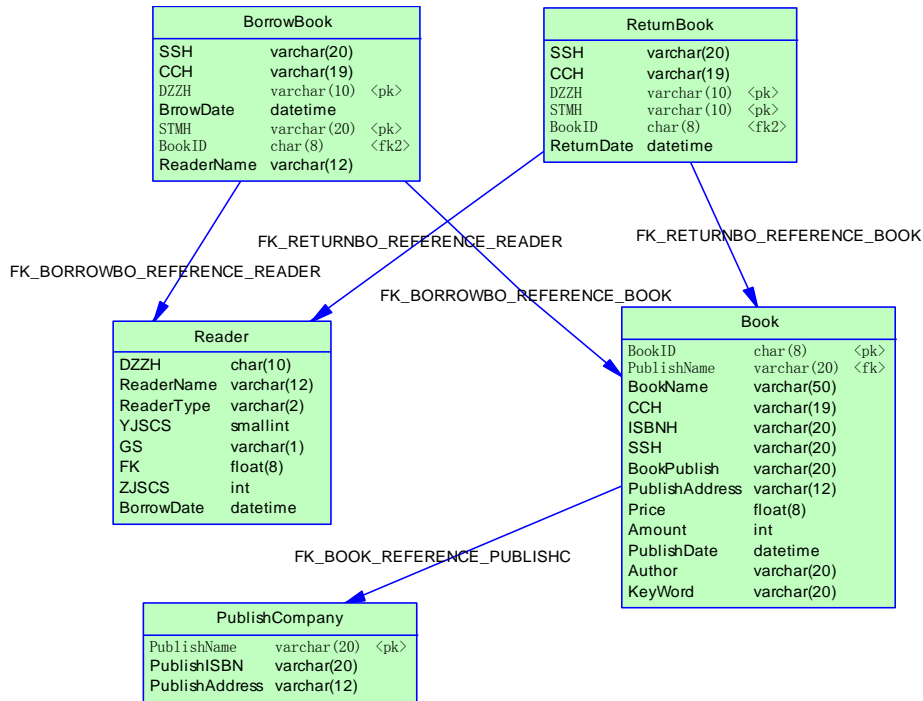 BorrowBook
SSH varchar(20)
CCH varchar(19)
DZZH varchar(10) <pk>
BrrowDate datetime
STMH varchar(20) <pk>
BookID char(8) <fk2>
ReaderName varchar(12)
ReturnBook
SSH varchar(20)
CCH varchar(19)
DZZH varchar(10) <pk>
STMH varchar(10) <pk>
BookID char(8) <fk2>
ReturnDate datetime
FK_RETURNBO_REFERENCE_READER
FK_RETURNBO_REFERENCE_BOOK
FK_BORROWBO_REFERENCE_READER
FK_BORROWBO_REFERENCE_BOOK
Reader
DZZH char(10)
ReaderName varchar(12)
ReaderType varchar(2)
YJSCS smallint
GS varchar(1)
FK float(8)
ZJSCS int
BorrowDate datetime
Book
BookID char(8) <pk>
PublishName varchar(20) <fk>
BookName varchar(50)
CCH varchar(19)
ISBNH varchar(20)
SSH varchar(20)
BookPublish varchar(20)
PublishAddress varchar(12)
Price float(8)
Amount int
PublishDate datetime
Author varchar(20)
KeyWord varchar(20)
FK_BOOK_REFERENCE_PUBLISHC
PublishCompany
PublishName varchar(20) <pk>
PublishISBN varchar(20)
PublishAddress varchar(12)